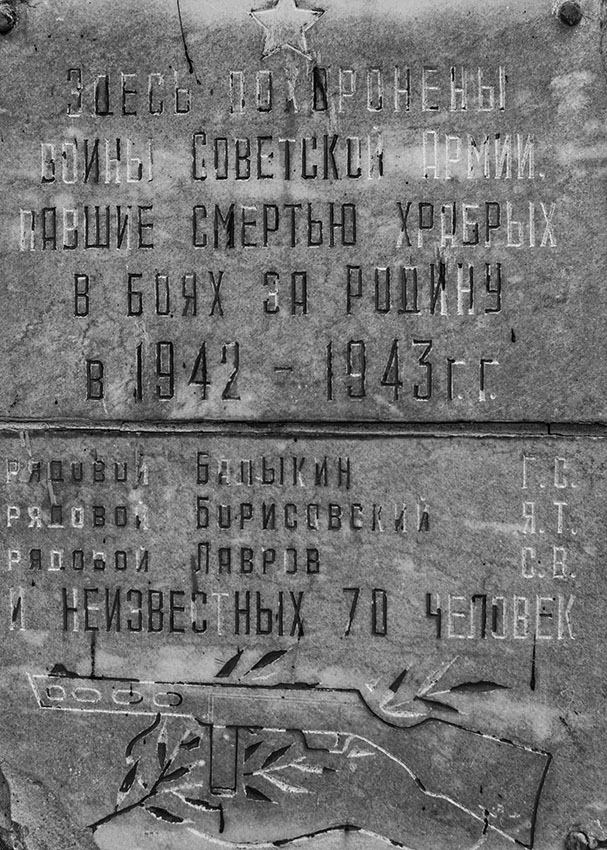 Здесь похоронены
воины Советской Армии,
павшие смертью храбрых
в боях за Родину
в 1942 - 1943 г.г.
рядовой Балыкин Г.С.
рядовой Борисовский Я.Т.
рядовой Лавров С.В.
и неизвестных 70 человек